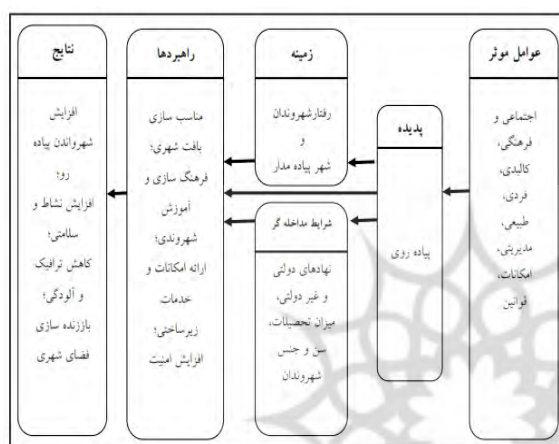 عوامل موثر
اجتماعی و
فرهنگی،
کالبدی،
فردی،
طبیعی،
مدیریتی،
امکانات،
قوانین
پدیده
پیاده روی
زمینه
رفتارشهروندان
و
شهر پیاده مدار
شرایط مداخله گر
نهادهای دولتی
و غیر دولتی،
میزان تحصیلات،
سن و جنس
شهروندان
راهبردها
مناسب سازی
بافت شهری؛
فرهنگ سازی و
آموزش
شهروندی؛
ارائه امکانات و
خدمات
زیرساختی؛
افزایش امنیت
نتایج
افزایش
شهرواندن پیاده
رو؛
افزایش نشاط و
سلامتی؛
کاهش ترافیک
و آلودگی؛
باززنده سازی
فضای شهری